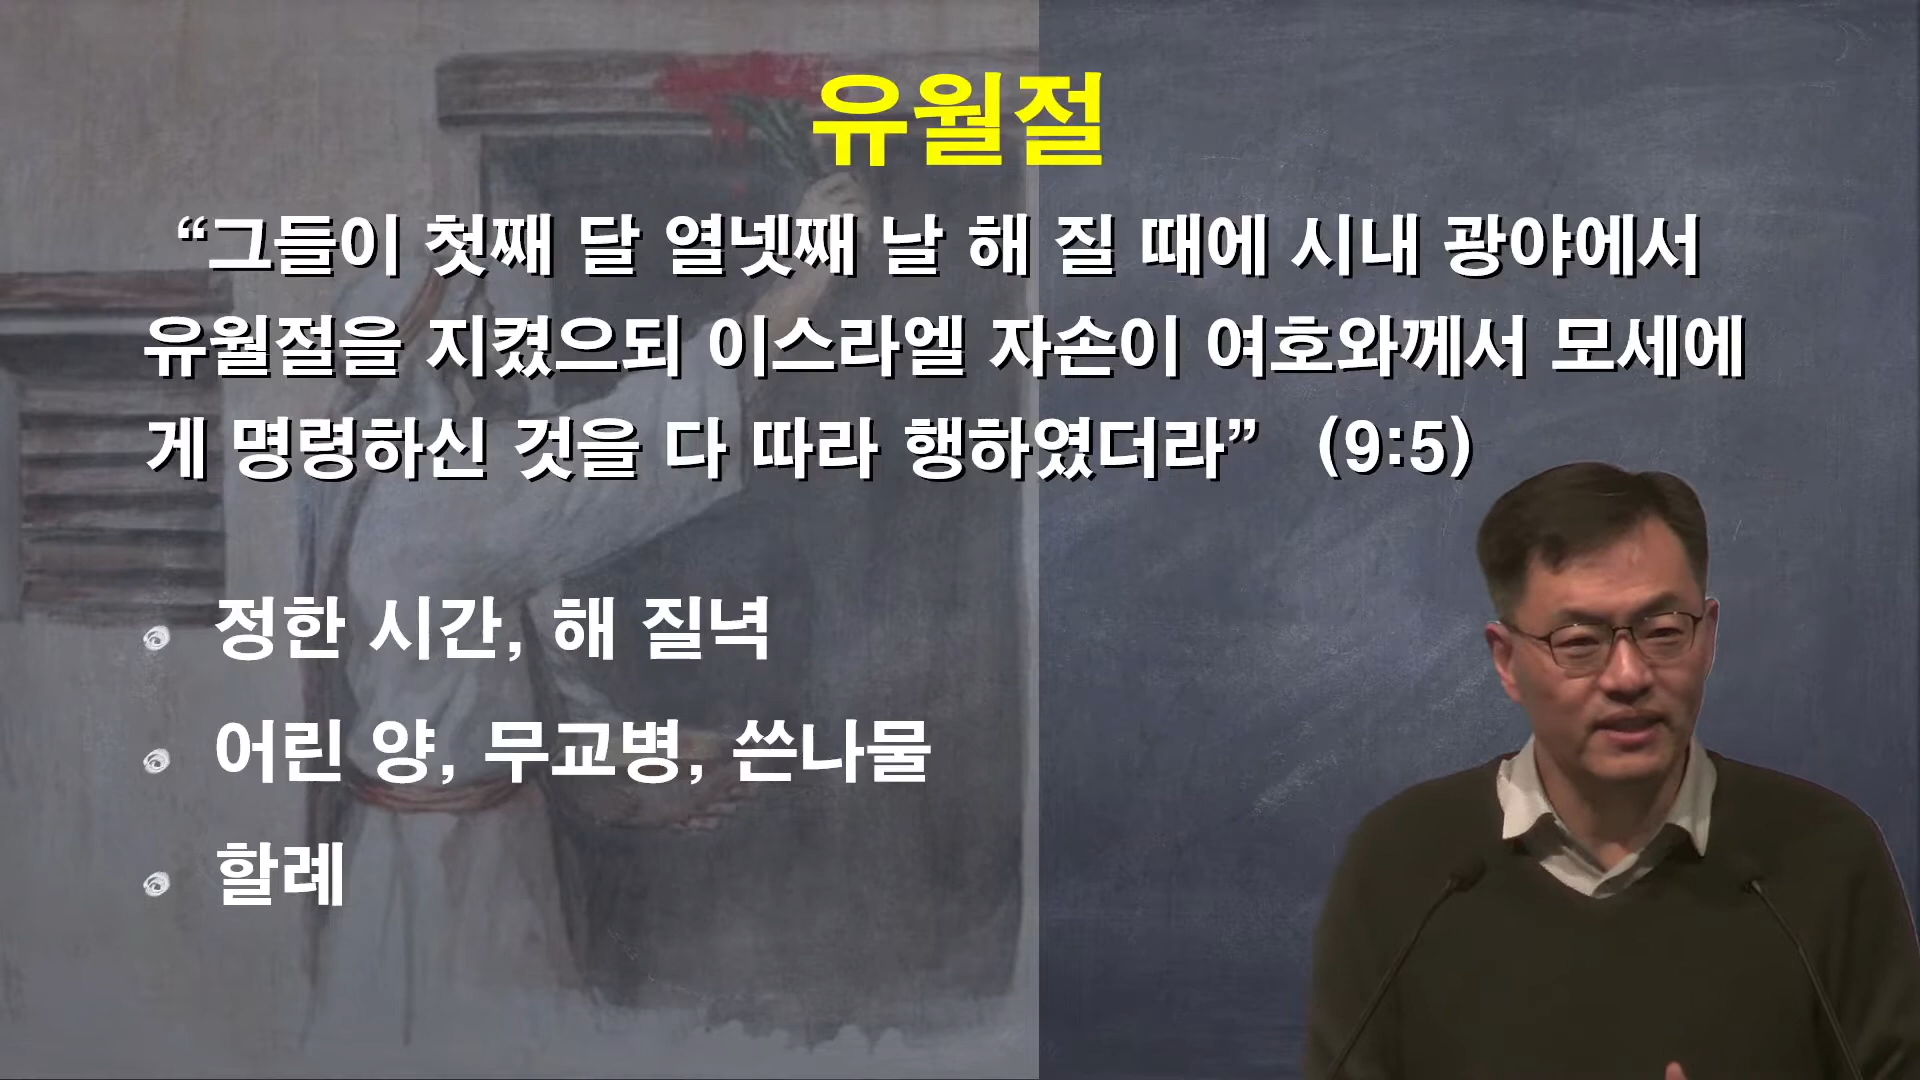 유월절
“그들이 첫째 달 열넷째 날 해 질 때에 시내 광야에서
유월절을 지켰으되 이스라엘 자손이 여호와께서 모세에
게 명령하신 것을 다 따라 행하였더라” (9:5)
정한 시간, 해 질녁
어린 양, 무교병, 쓴나물
할례